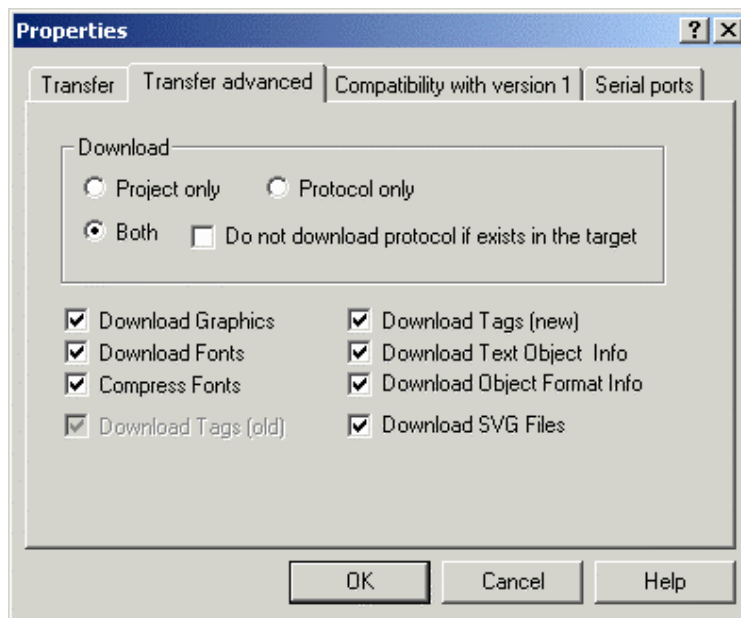 Properties
Transfer Transfer advanced Compatibility with version 1 Serial ports
Download
Project only Protocol only
Both Do not download protocol if exists in the target
Download Graphics Download Tags (new)
Download Fonts Download Text Object Info
Compress Fonts Download Object Format Info
Download Tags (old) Download SVG Files
OK Cancel Help